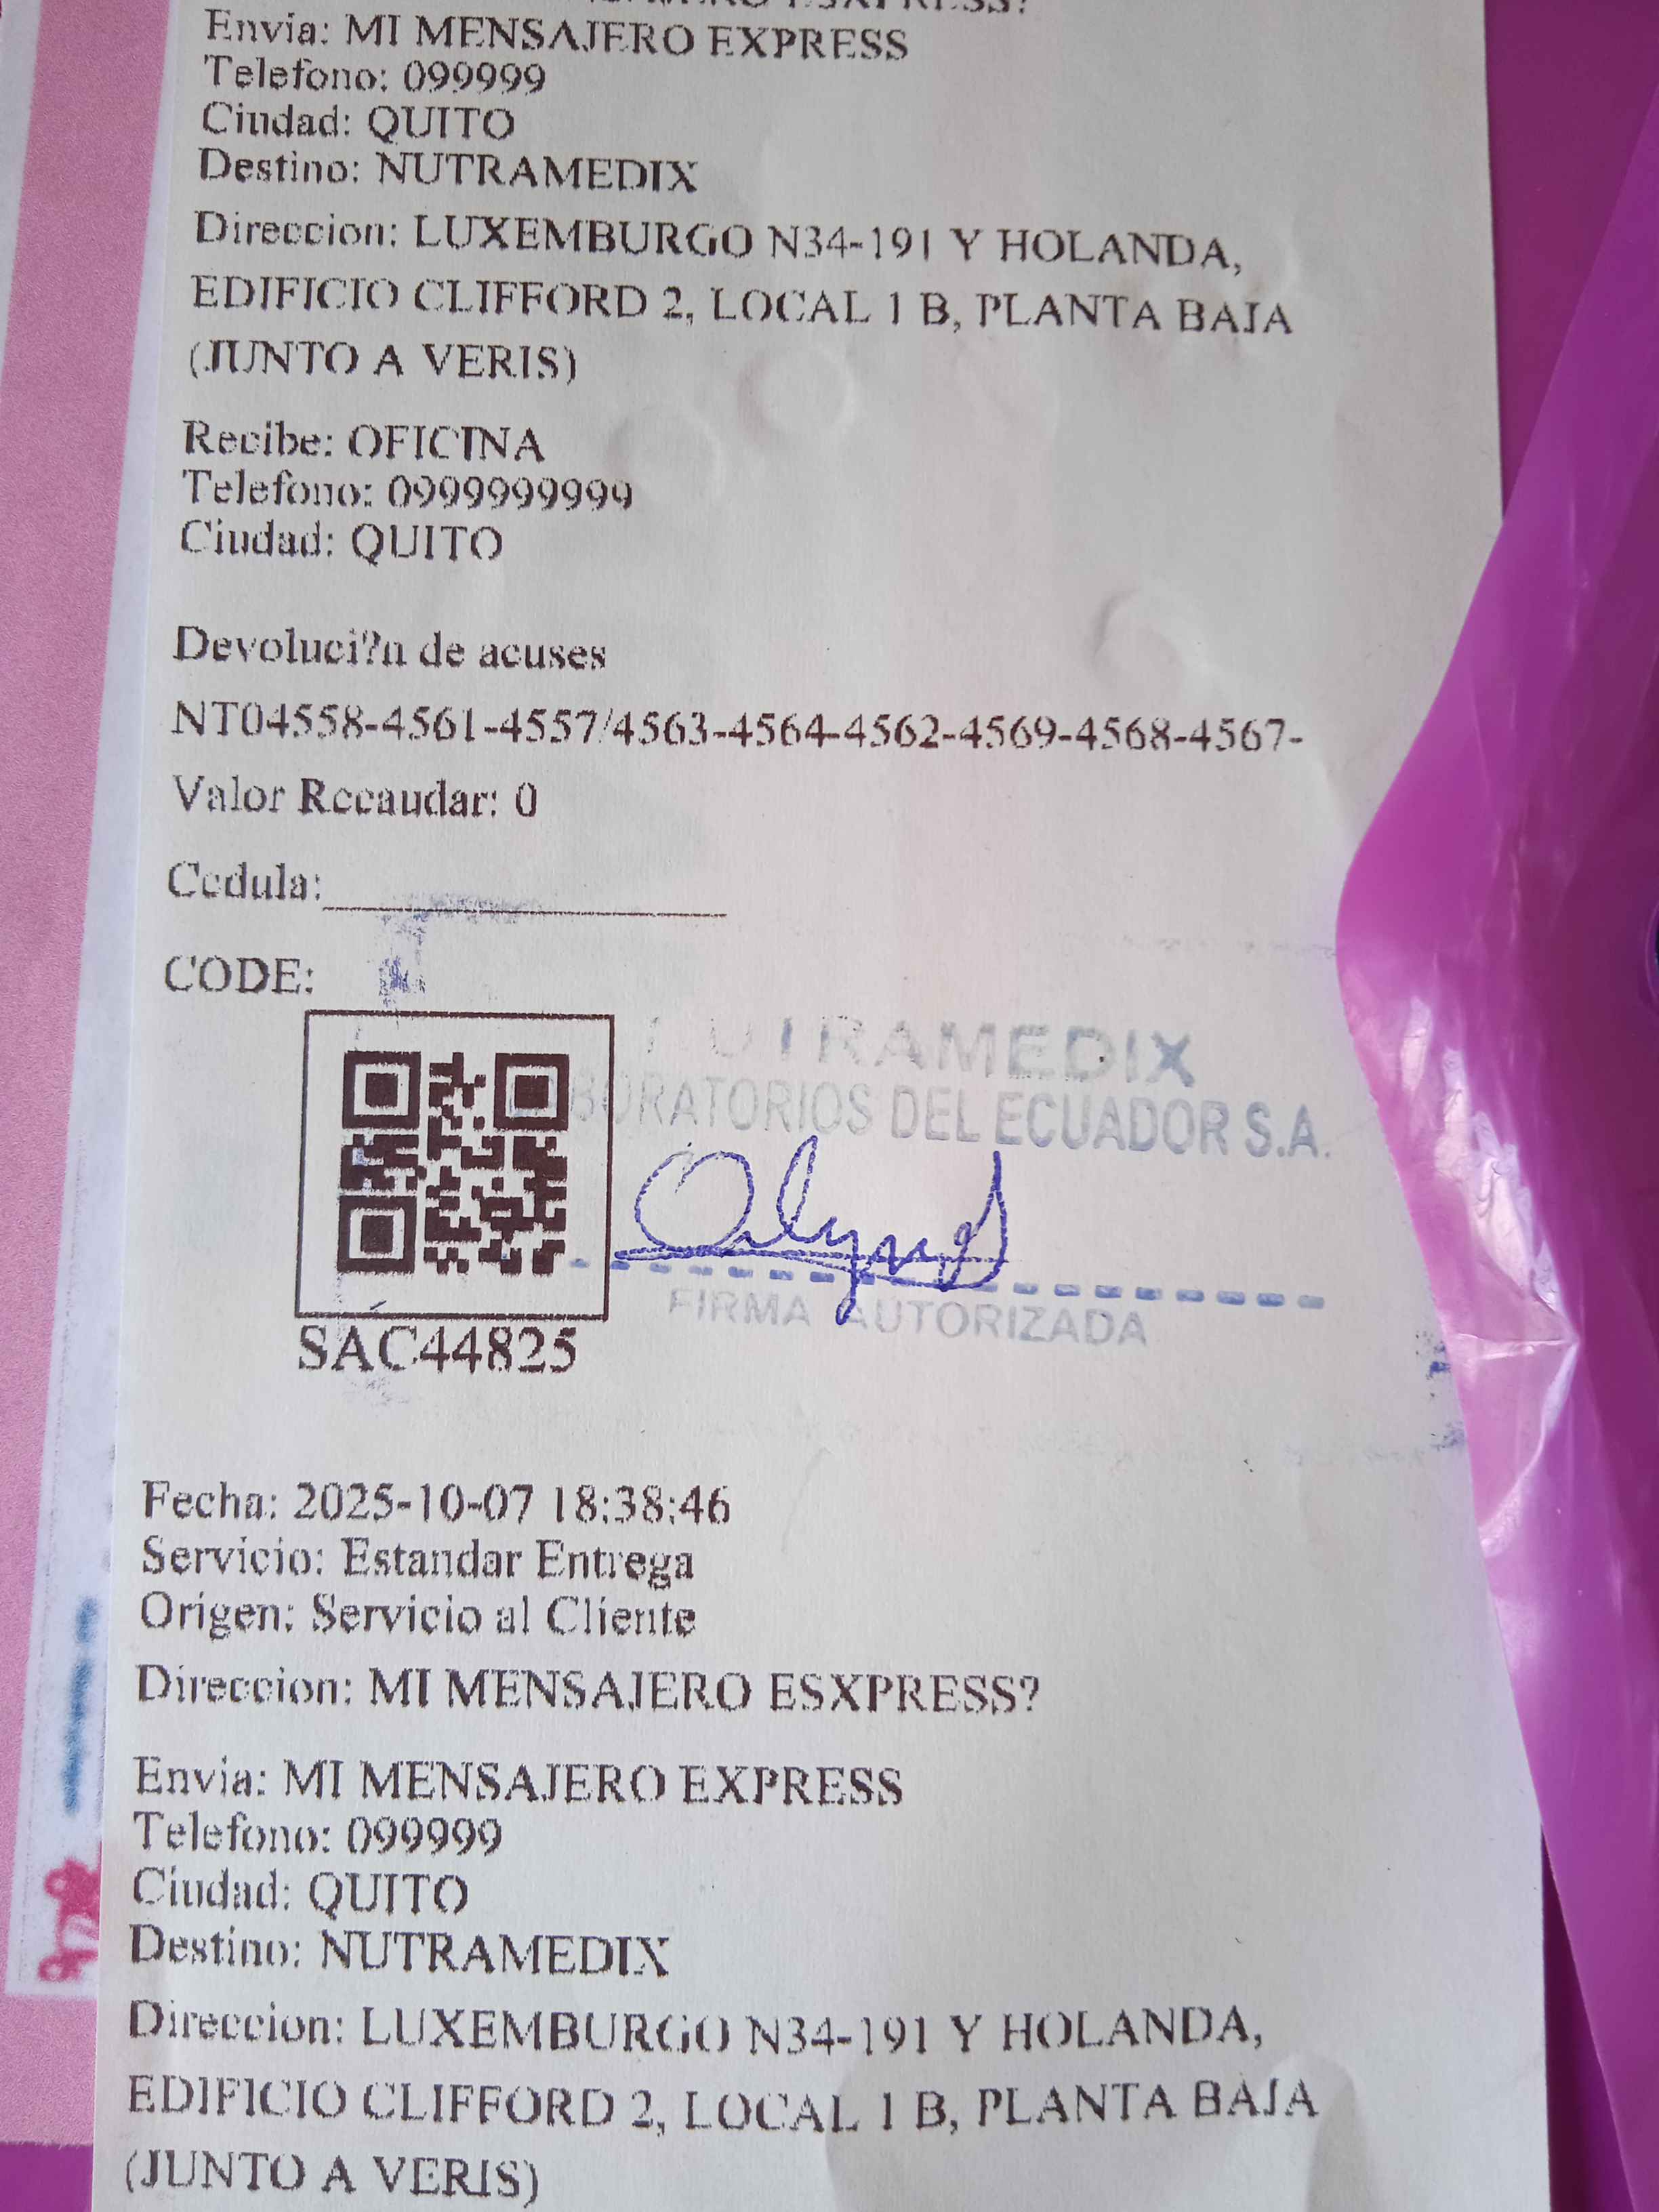 Envia: MI MENSAJERO EXPRESS
Telefono: 099999
Ciudad: QUITO
Destino: NUTRAMEDIX
Direccion: LUXEMBURGO N34-191 Y HOLANDA,
EDIFICIO CLIFFORD 2, LOCAL 1 B, PLANTA BAJA
(JUNTO A VERIS)
Recibe: OFICINA
Telefono: 0999999999
Ciudad: QUITO
Devoluci?n de acuses
NT04558-4561-4557/4563-4564-4562-4569-4568-4567-
Valor Recaudar: 0
Cedula:
CODE:
UTRAMEDIX
BORATORIOS DEL ECUADOR S.A.
FIRMA AUTORIZADA
SAC44825
Fecha: 2025-10-07 18:38:46
Servicio: Estandar Entrega
Origen: Servicio al Cliente
Direccion: MI MENSAJERO ESXPRESS?
Envia: MI MENSAJERO EXPRESS
Telefono: 099999
Ciudad: QUITO
Destino: NUTRAMEDIX
Direccion: LUXEMBURGO N34-191 Y HOLANDA,
EDIFICIO CLIFFORD 2, LOCAL 1 B, PLANTA BAJA
(JUNTO A VERIS)